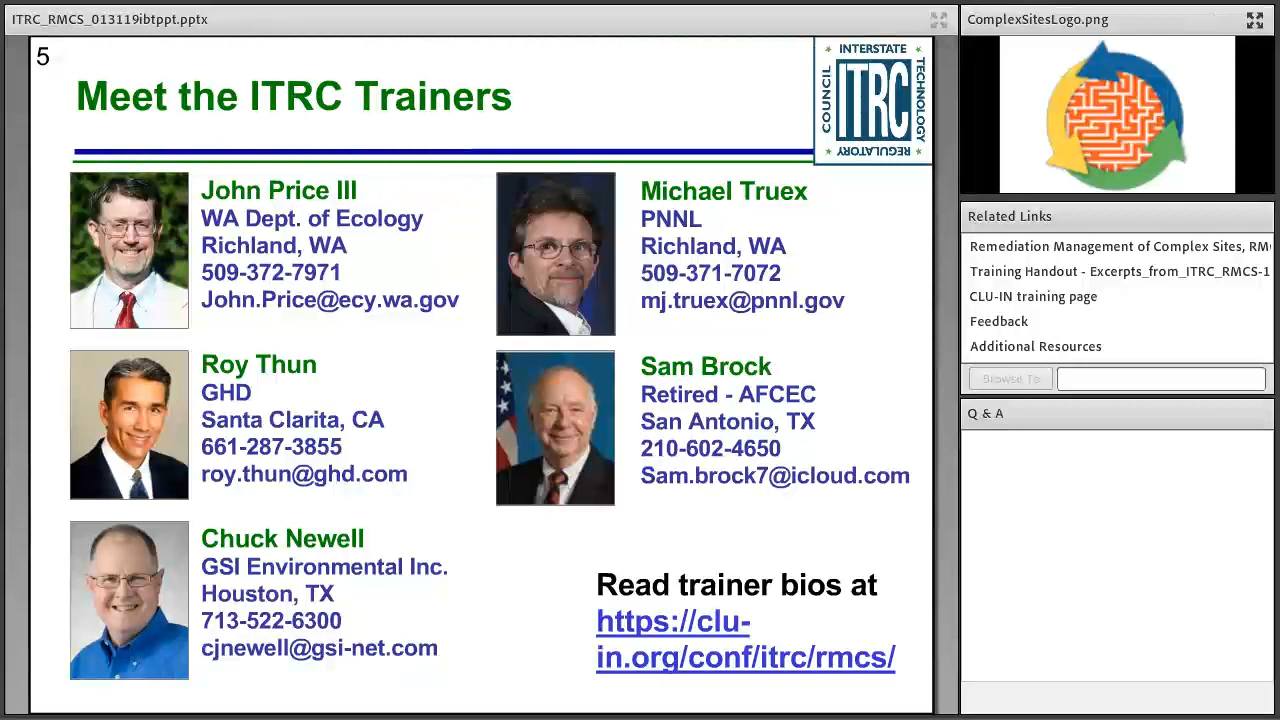 ITRC_RMCS_013119ibtppt.pptx
5
Meet the ITRC Trainers
INTERSTATE
TECHNOLOGY
REGULATORY
COUNCIL
ITRC
John Price III
WA Dept. of Ecology
Richland, WA
509-372-7971
John.Price@ecy.wa.gov
Michael Truex
PNNL
Richland, WA
509-371-7072
mj.truex@pnnl.gov
Roy Thun
GHD
Santa Clarita, CA
661-287-3855
roy.thun@ghd.com
Sam Brock
Retired - AFCEC
San Antonio, TX
210-602-4650
Sam.brock7@icloud.com
Chuck Newell
GSI Environmental Inc.
Houston, TX
713-522-6300
cjnewell@gsi-net.com
Read trainer bios at
https://clu-
in.org/conf/itrc/rmcs/
ComplexSitesLogo.png
Related Links
Remediation Management of Complex Sites, RM
Training Handout - Excerpts_from_ITRC_RMCS-1
CLU-IN training page
Feedback
Additional Resources
Browse To
Q & A